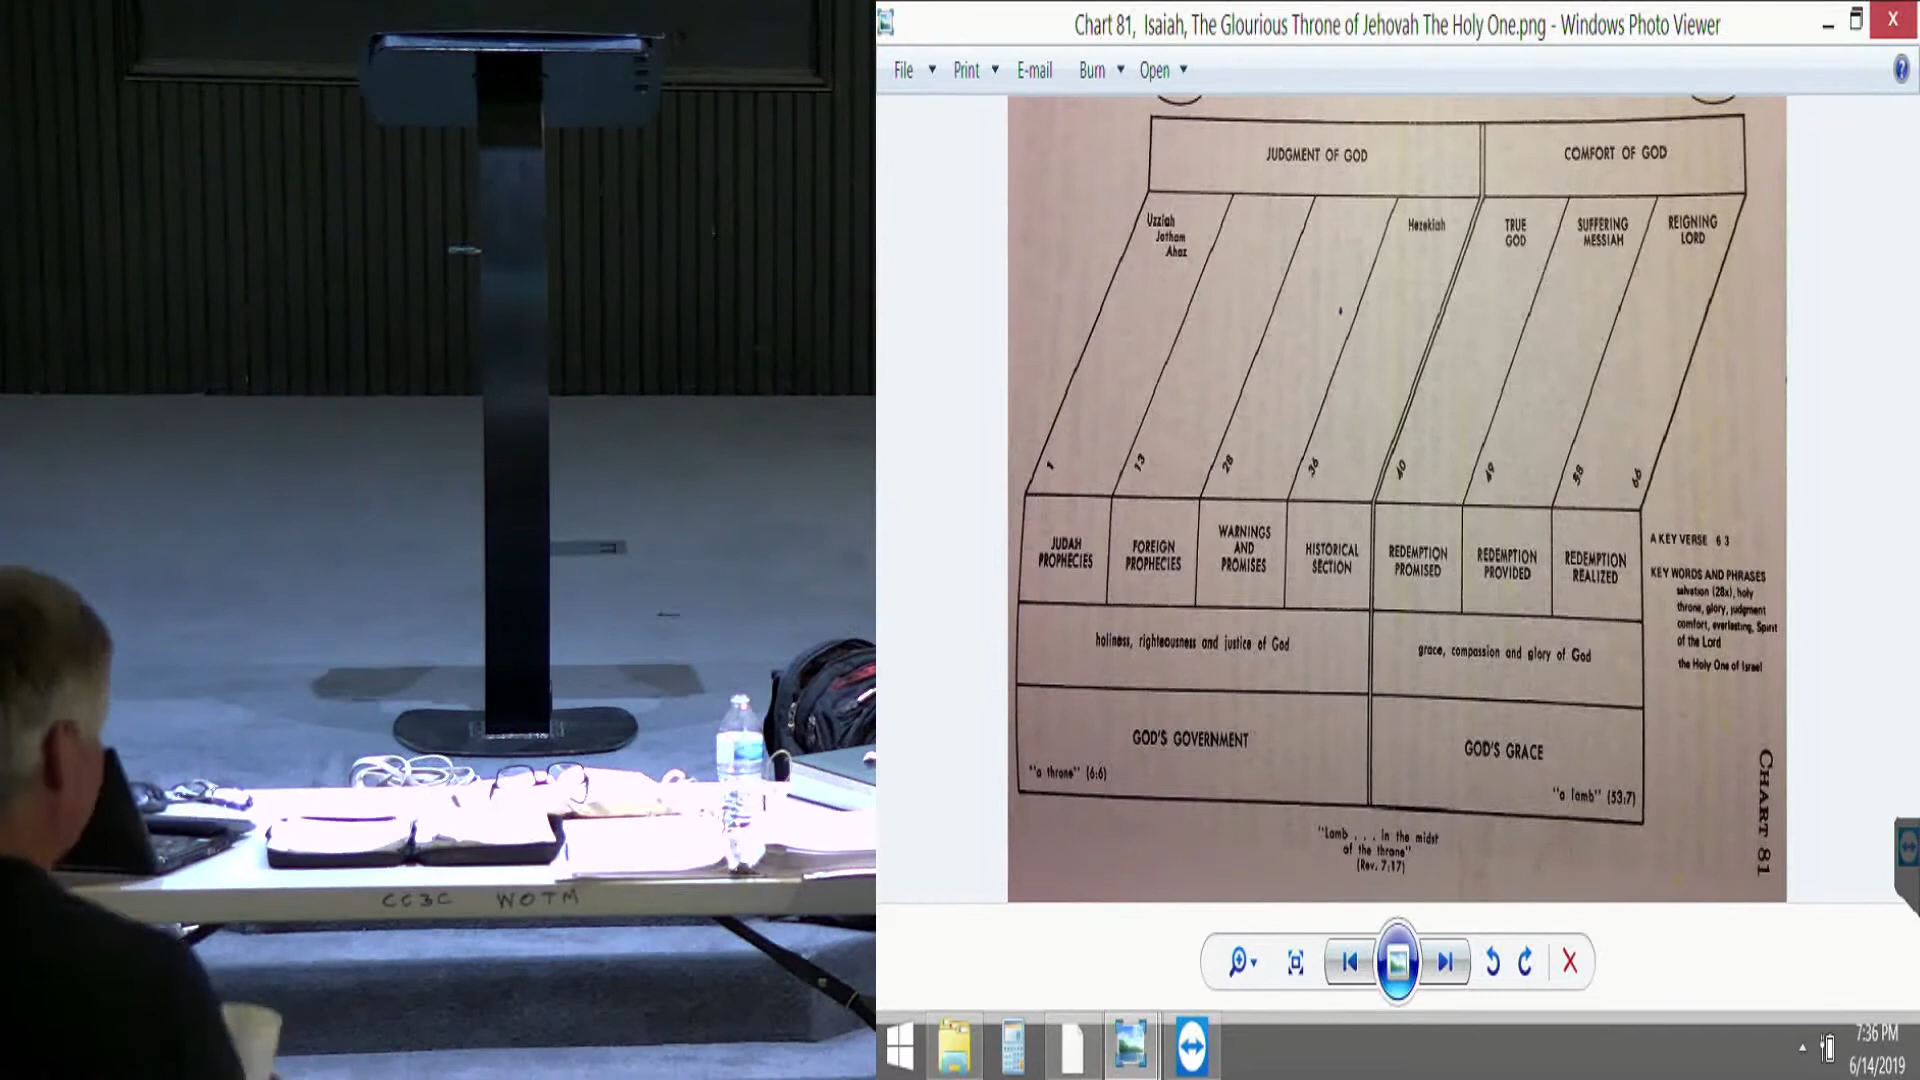 CC3C WOTM
Chart 81, Isaiah, The Glourious Throne of Jehovah The Holy One.png - Windows Photo Viewer
File Print E-mail Burn Open
JUDGMENT OF GOD
COMFORT OF GOD
Uzziah
Jotham
Ahaz
Hezekiah
TRUE
GOD
SUFFERING
MESSIAH
REIGNING
LORD
1 13 28 36 40 49 58 66
JUDAH
PROPHECIES
FOREIGN
PROPHECIES
WARNINGS
AND
PROMISES
HISTORICAL
SECTION
REDEMPTION
PROMISED
REDEMPTION
PROVIDED
REDEMPTION
REALIZED
A KEY VERSE 6 3
KEY WORDS AND PHRASES
salvation (28x), holy
throne, glory, judgment
comfort, everlasting, Spirit
of the Lord
the Holy One of Israel
holiness, righteousness and justice of God
grace, compassion and glory of God
GOD'S GOVERNMENT
GOD'S GRACE
"a throne" (6:6)
"a lamb" (53:7)
"Lamb . . . in the midst
of the throne"
(Rev. 7:17)
CHART 81
7:36 PM
6/14/2019